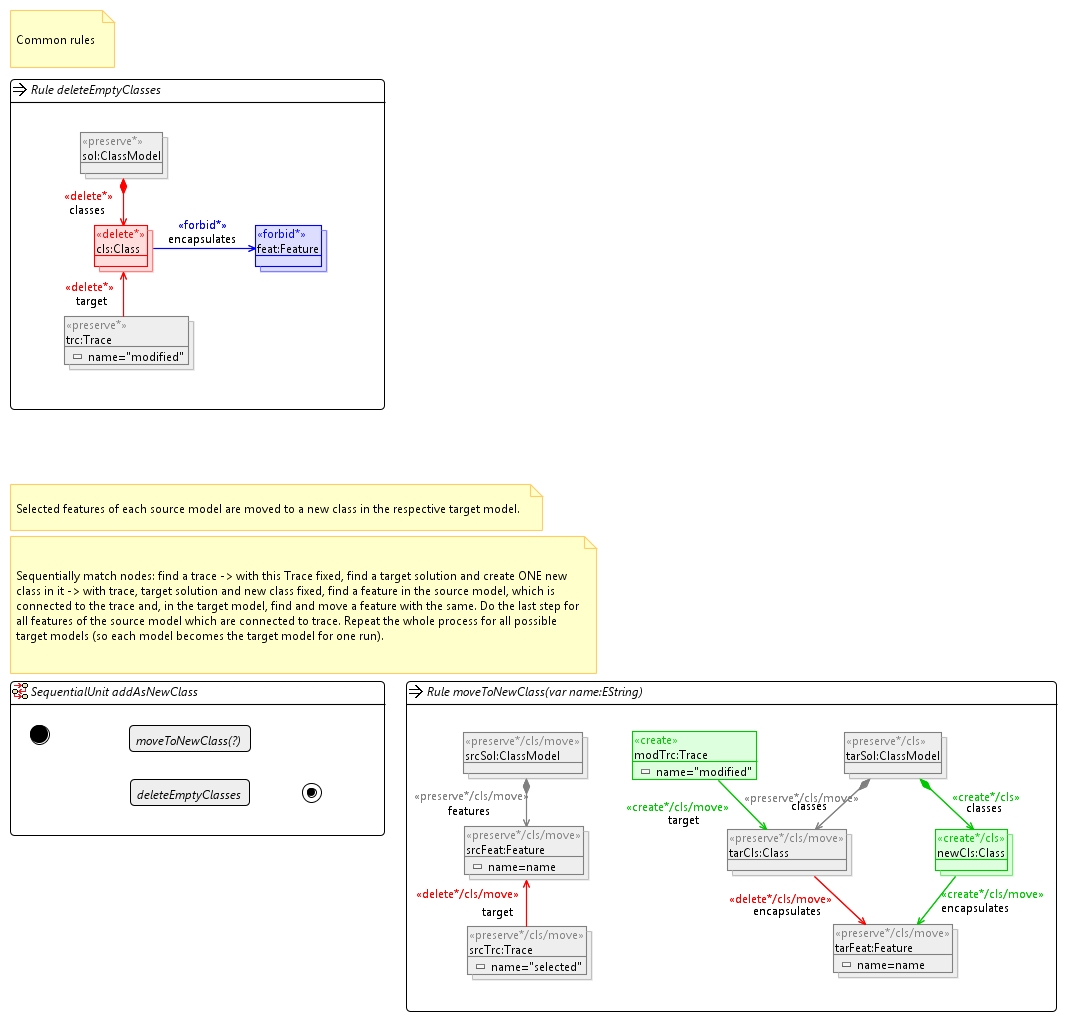 Common rules
Rule deleteEmptyClasses
«preserve*»
sol:ClassModel
«delete*»
classes
«delete*»
cls:Class
«forbid*»
encapsulates
«forbid*»
feat:Feature
«delete*»
target
«preserve*»
trc:Trace
name="modified"
Selected features of each source model are moved to a new class in the respective target model.
Sequentially match nodes: find a trace -> with this Trace fixed, find a target solution and create ONE new
class in it -> with trace, target solution and new class fixed, find a feature in the source model, which is
connected to the trace and, in the target model, find and move a feature with the same. Do the last step for
all features of the source model which are connected to trace. Repeat the whole process for all possible
target models (so each model becomes the target model for one run).
SequentialUnit addAsNewClass
moveToNewClass(?)
deleteEmptyClasses
Rule moveToNewClass(var name:EString)
«preserve*/cls/move»
srcSol:ClassModel
«preserve*/cls/move»
features
«preserve*/cls/move»
srcFeat:Feature
name=name
«delete*/cls/move»
target
«preserve*/cls/move»
srcTrc:Trace
name="selected"
«create»
modTrc:Trace
name="modified"
«create*/cls/move»
target
«preserve*/cls»
tarSol:ClassModel
«preserve*/cls/move»
classes
«create*/cls»
classes
«preserve*/cls/move»
tarCls:Class
«create*/cls»
newCls:Class
«delete*/cls/move»
encapsulates
«create*/cls/move»
encapsulates
«preserve*/cls/move»
tarFeat:Feature
name=name